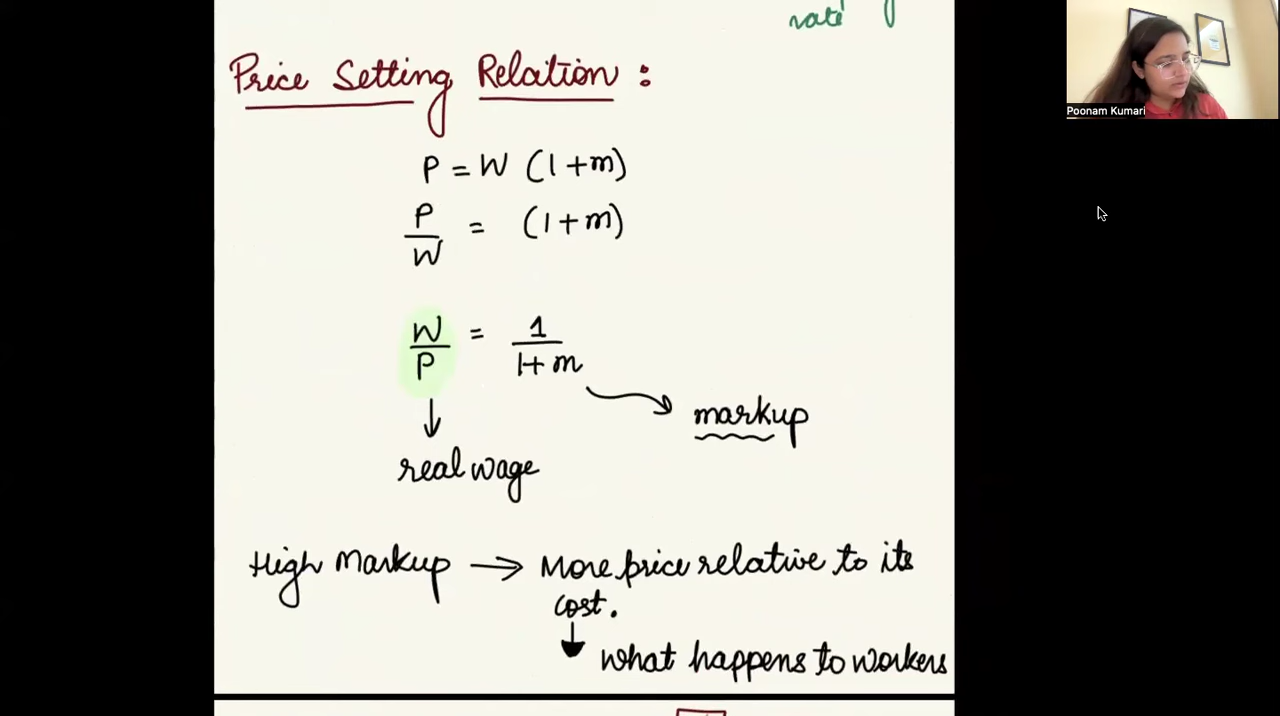 rate
Price Setting Relation :
P = W (1+m)
P/W = (1+m)
W/P = 1/1+m
markup
real wage
High Markup → More price relative to its
cost.
what happens to workers
Poonam Kumari